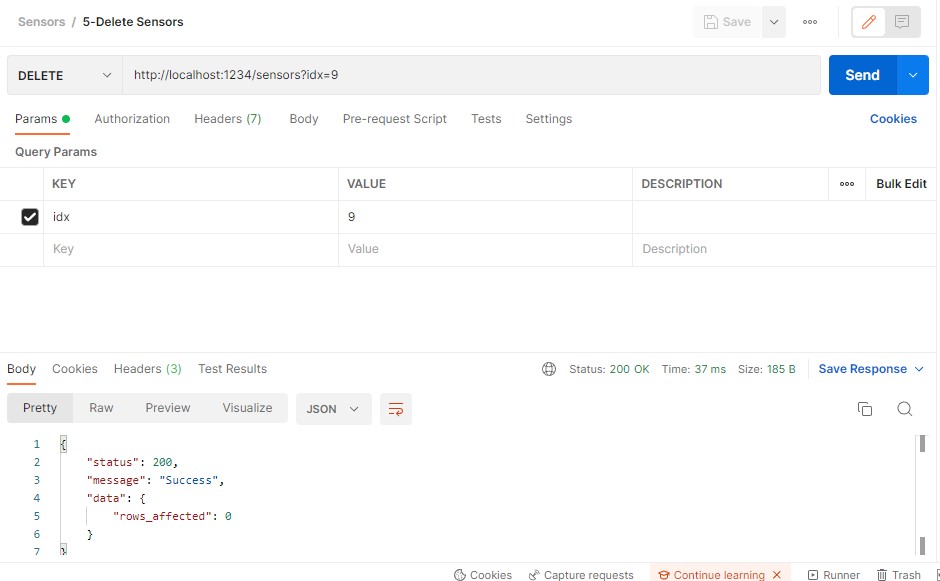 Sensors / 5-Delete Sensors
Save
DELETE http://localhost:1234/sensors?idx=9 Send
Params Authorization Headers (7) Body Pre-request Script Tests Settings Cookies
Query Params
KEY VALUE DESCRIPTION Bulk Edit
idx 9
Key Value Description
Body Cookies Headers (3) Test Results Status: 200 OK Time: 37 ms Size: 185 B Save Response
Pretty Raw Preview Visualize JSON
1 {
2 "status": 200,
3 "message": "Success",
4 "data": {
5 "rows_affected": 0
6 }
7 }
Cookies Capture requests Continue learning Runner Trash